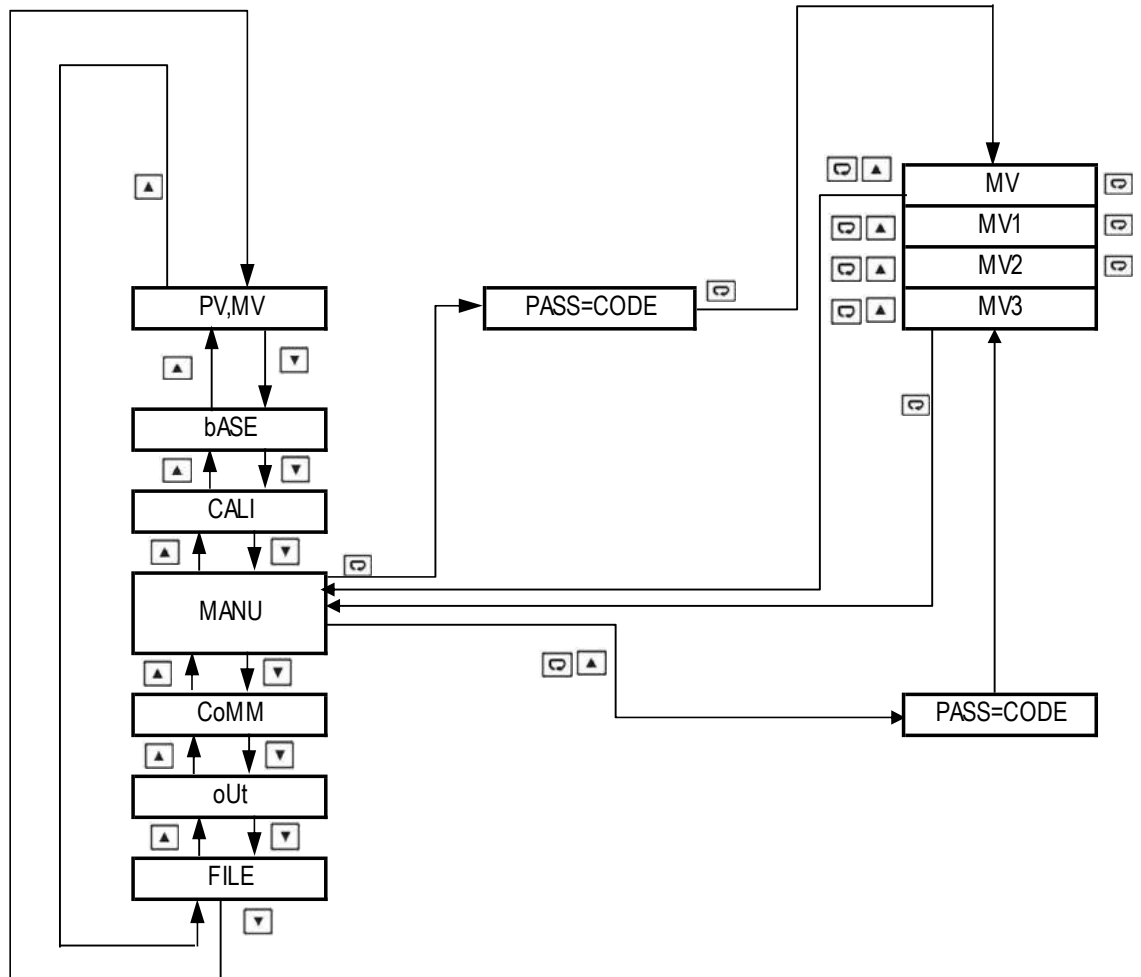 PV,MV
bASE
CALI
MANU
CoMM
oUt
FILE
PASS=CODE
MV
MV1
MV2
MV3
PASS=CODE